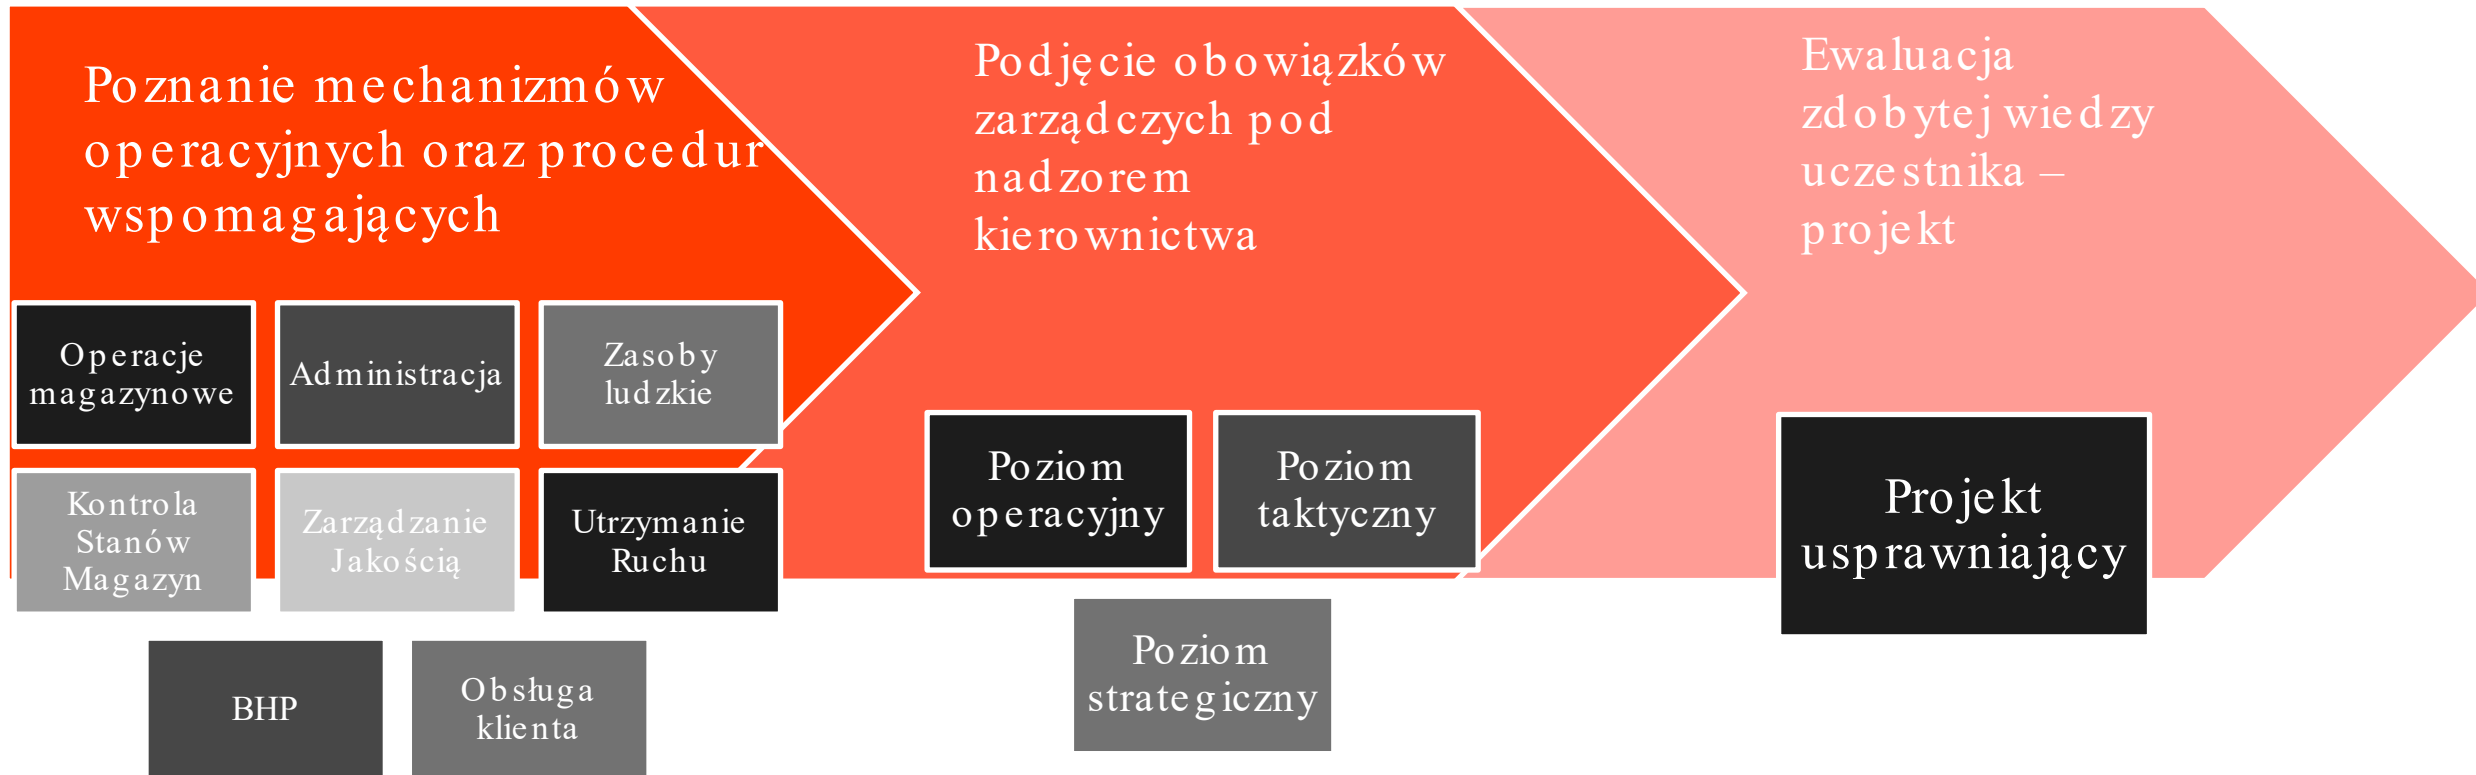 Poznanie mechanizmów
operacyjnych oraz procedur
wspomagających
Operacje
magazynowe
Administracja
Zasoby
ludzkie
Kontrola
Stanów
Magazyn
Zarządzanie
Jakością
Utrzymanie
Ruchu
BHP
Obsługa
klienta
Podjęcie obowiązków
zarządczych pod
nadzorem
kierownictwa
Poziom
operacyjny
Poziom
taktyczny
Poziom
strategiczny
Ewaluacja
zdobytej wiedzy
uczestnika –
projekt
Projekt
usprawniający